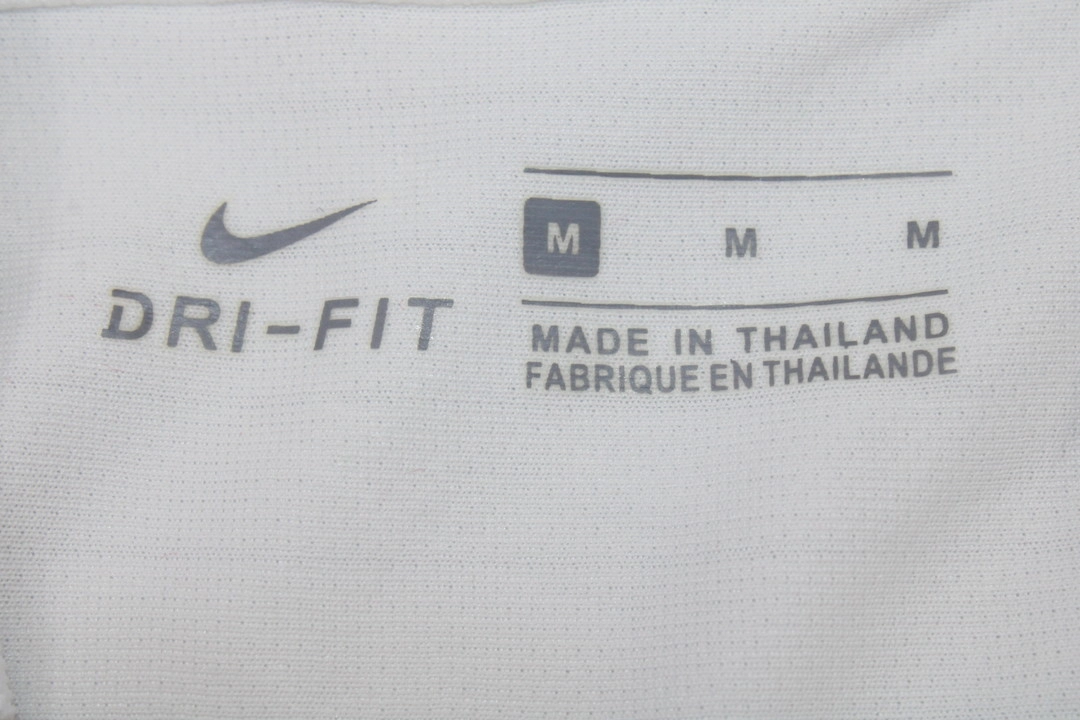 DRI-FIT
M M M
MADE IN THAILAND
FABRIQUE EN THAILANDE